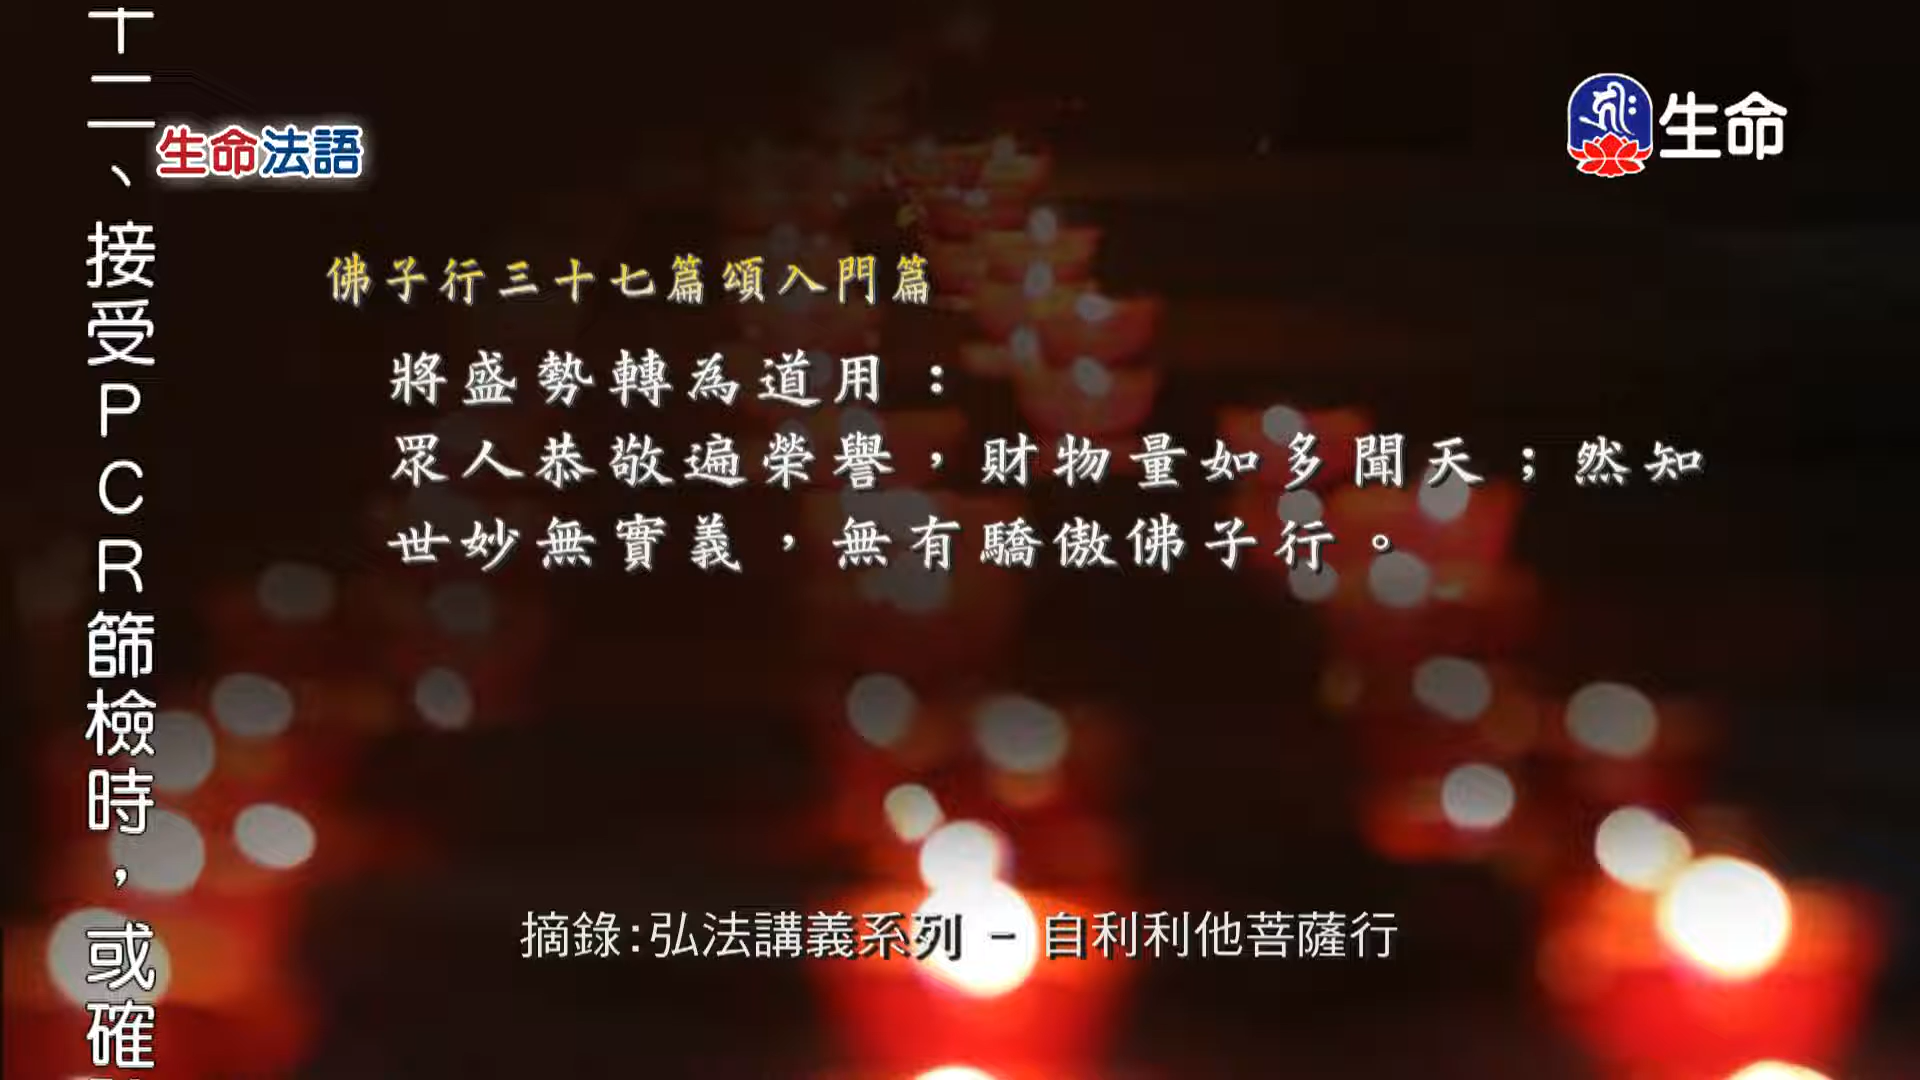 十二、接受PCR篩檢時，或確
生命法語
生命
佛子行三十七篇頌入門篇
將盛勢轉為道用：
眾人恭敬遍榮譽，財物量如多聞天；然知
世妙無實義，無有驕傲佛子行。
摘錄:弘法講義系列 - 自利利他菩薩行